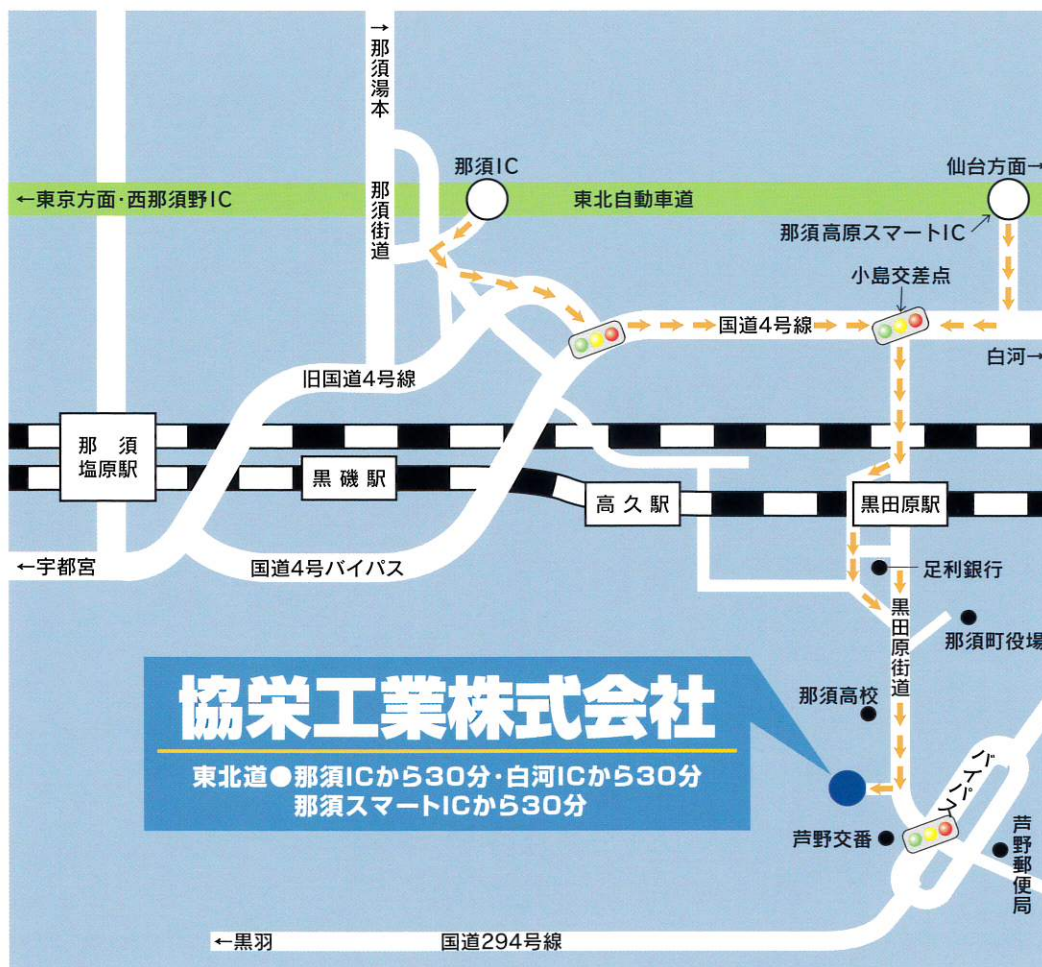 →那須湯本
那須IC
仙台方面→
←東京方面・西那須野IC
那須街道
東北自動車道
那須高原スマートIC
小島交差点
国道4号線
白河→
旧国道4号線
那須
塩原駅
黒磯駅
高久駅
黒田原駅
←宇都宮
国道4号バイパス
足利銀行
黒田原街道
那須町役場
協栄工業株式会社
東北道●那須ICから30分・白河ICから30分
那須スマートICから30分
那須高校
バイパス
芦野交番
芦野郵便局
←黒羽
国道294号線